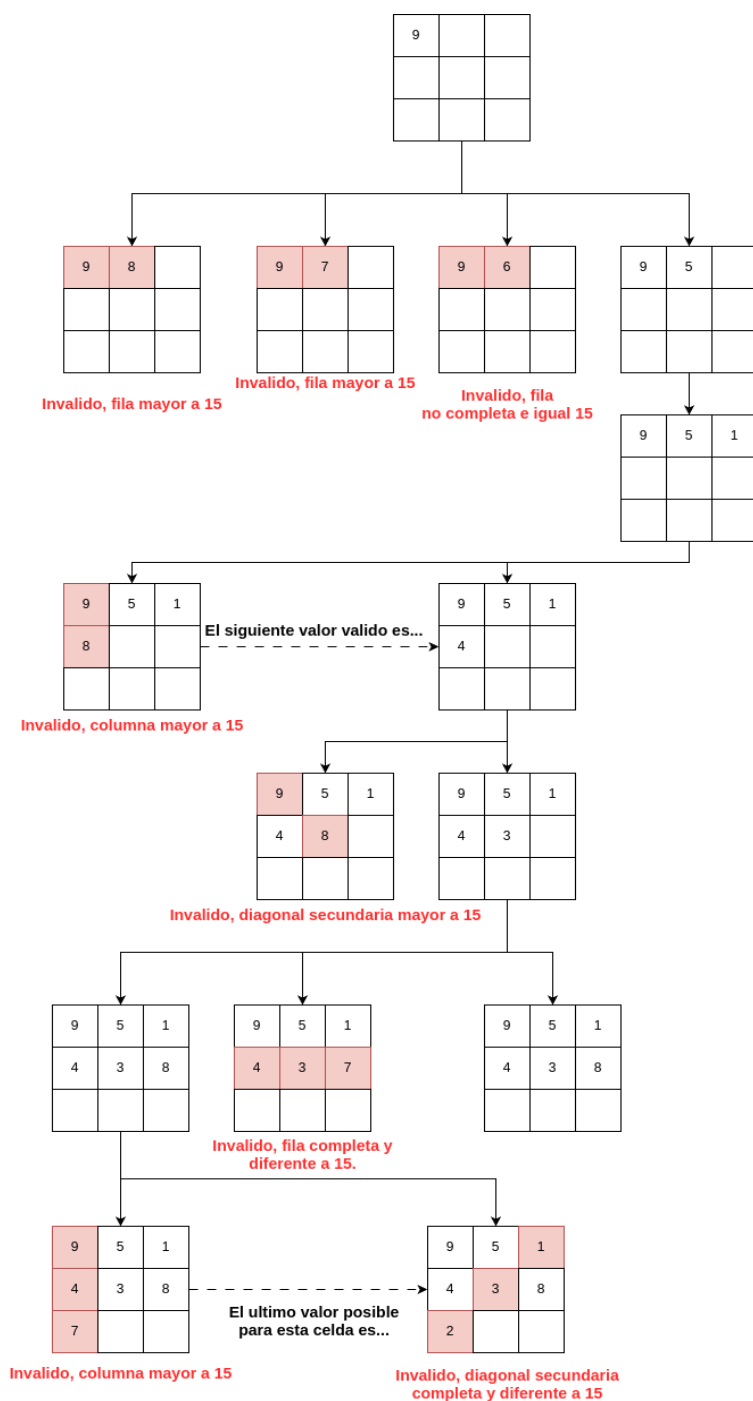 9
9 8
9 7
9 6
9 5
Invalido, fila mayor a 15
Invalido, fila mayor a 15
Invalido, fila
no completa e igual 15
9 5 1
9 5 1
8
El siguiente valor valido es...
9 5 1
4
Invalido, columna mayor a 15
9 5 1
4 8
9 5 1
4 3
Invalido, diagonal secundaria mayor a 15
9 5 1
4 3 8
9 5 1
4 3 7
9 5 1
4 3 8
Invalido, fila completa y
diferente a 15.
9 5 1
4 3 8
7
El ultimo valor posible
para esta celda es...
9 5 1
4 3 8
2
Invalido, columna mayor a 15
Invalido, diagonal secundaria
completa y diferente a 15